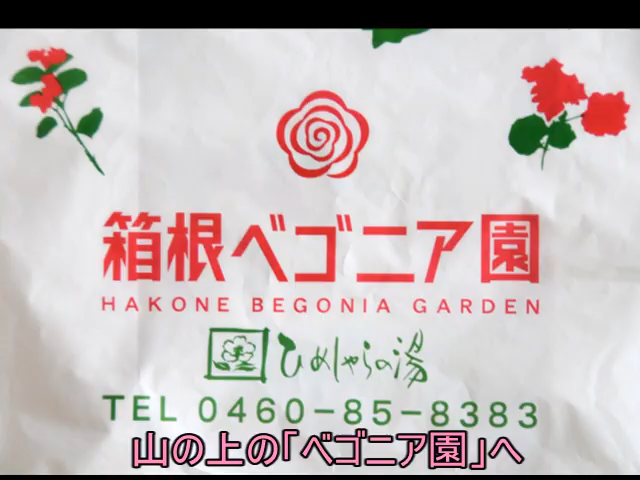 箱根ベゴニア園
HAKONE BEGONIA GARDEN
ひめしゃらの湯
TEL 0460-85-8383
山の上の「ベゴニア園」へ